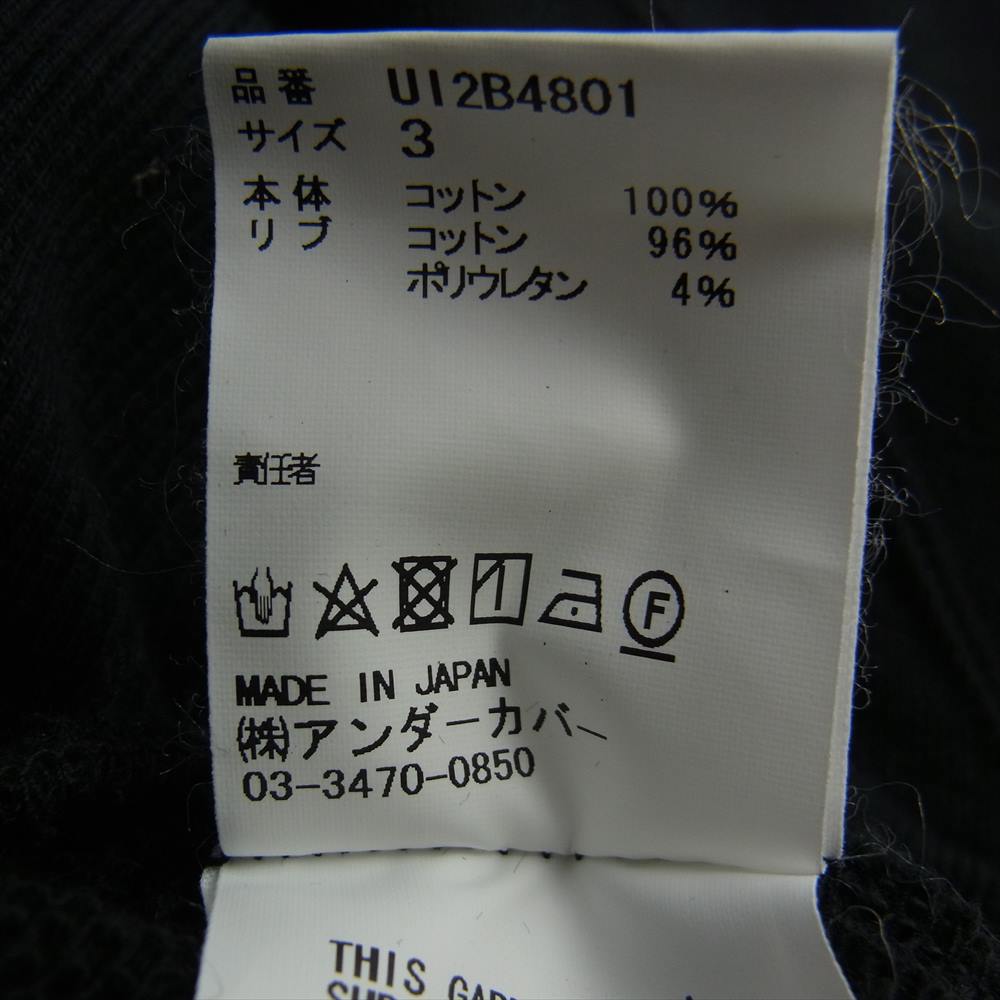 品番 UI2B4801
サイズ 3
本体 コットン 100%
リブ コットン 96%
ポリウレタン 4%
責任者
F
MADE IN JAPAN
(株)アンダーカバー
03-3470-0850
THIS